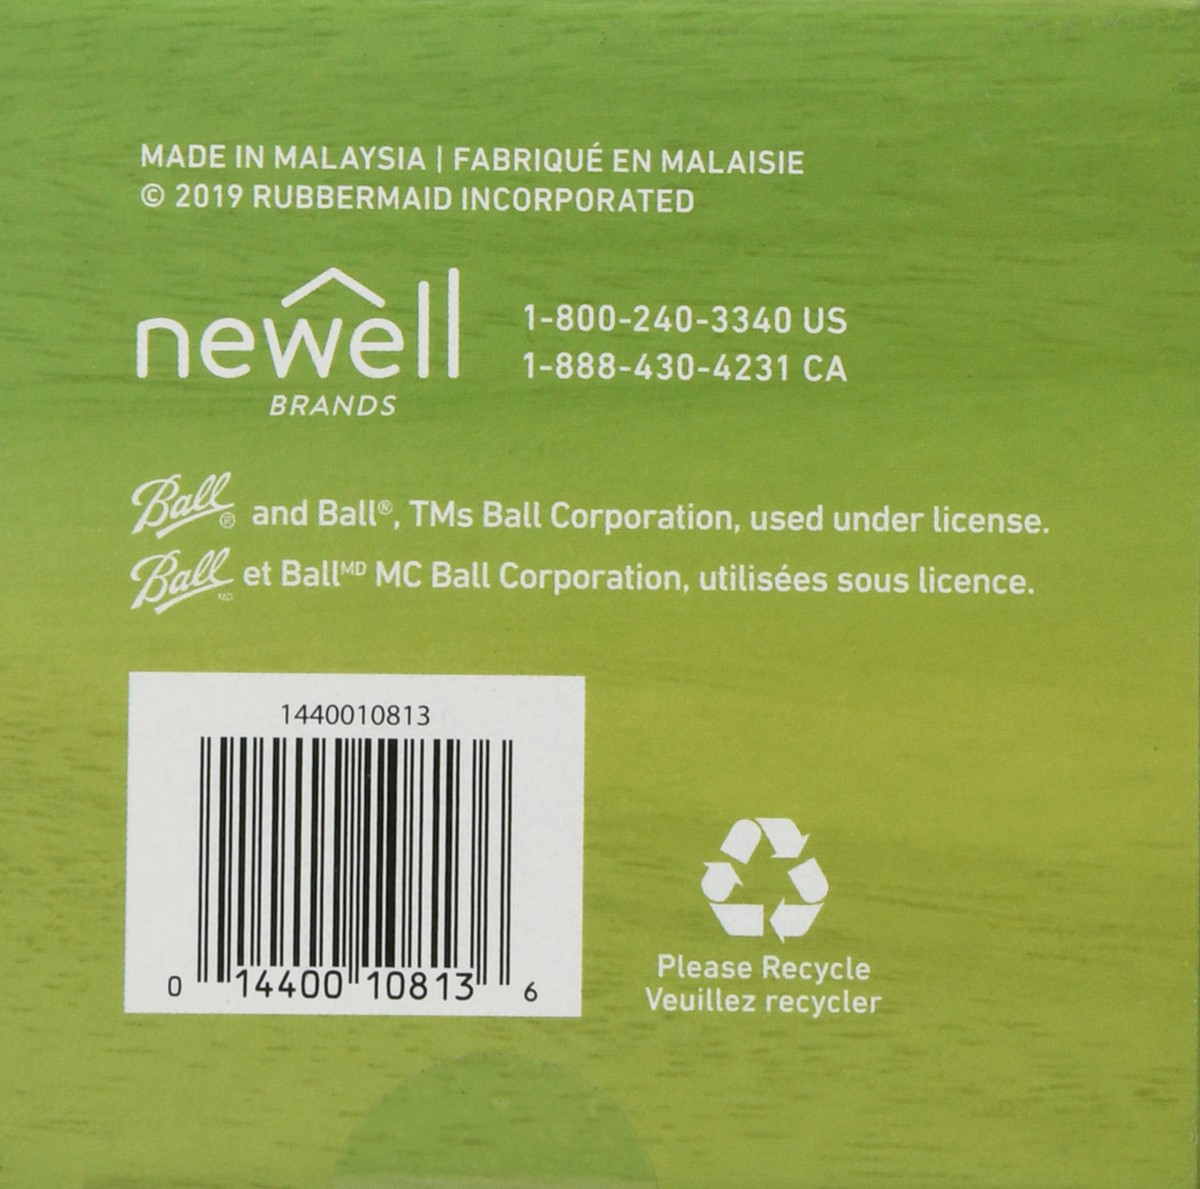 MADE IN MALAYSIA | FABRIQUÉ EN MALAISIE
© 2019 RUBBERMAID INCORPORATED
newell
BRANDS
1-800-240-3340 US
1-888-430-4231 CA
Ball® and Ball®, TMs Ball Corporation, used under license.
Ball MD et Ballᴹᴰ MC Ball Corporation, utilisées sous licence.
1440010813
0 14400 10813 6
Please Recycle
Veuillez recycler